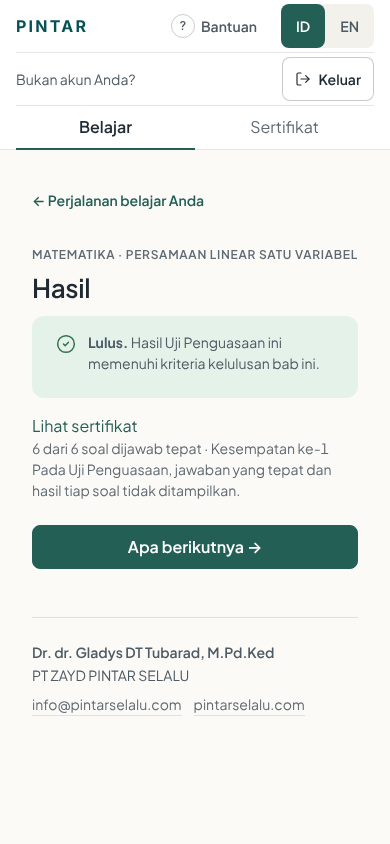 PINTAR
? Bantuan
ID EN
Bukan akun Anda?
Keluar
Belajar
Sertifikat
← Perjalanan belajar Anda
MATEMATIKA · PERSAMAAN LINEAR SATU VARIABEL
Hasil
Lulus. Hasil Uji Penguasaan ini
memenuhi kriteria kelulusan bab ini.
Lihat sertifikat
6 dari 6 soal dijawab tepat · Kesempatan ke-1
Pada Uji Penguasaan, jawaban yang tepat dan
hasil tiap soal tidak ditampilkan.
Apa berikutnya →
Dr. dr. Gladys DT Tubarad, M.Pd.Ked
PT ZAYD PINTAR SELALU
info@pintarselalu.com pintarselalu.com